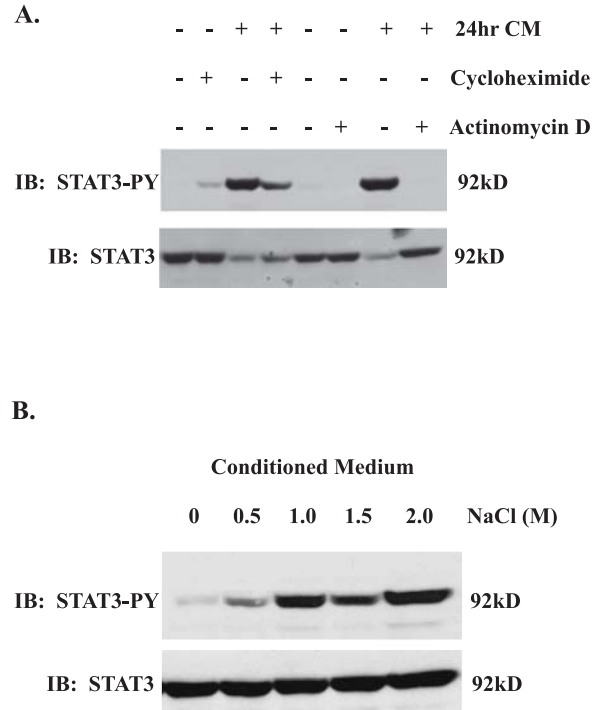 A.
- - + + - - + + 24hr CM
- + - + - - - - Cycloheximide
- - - - - + - + Actinomycin D
IB: STAT3-PY 92kD
IB: STAT3 92kD
B.
Conditioned Medium
0 0.5 1.0 1.5 2.0 NaCl (M)
IB: STAT3-PY 92kD
IB: STAT3 92kD